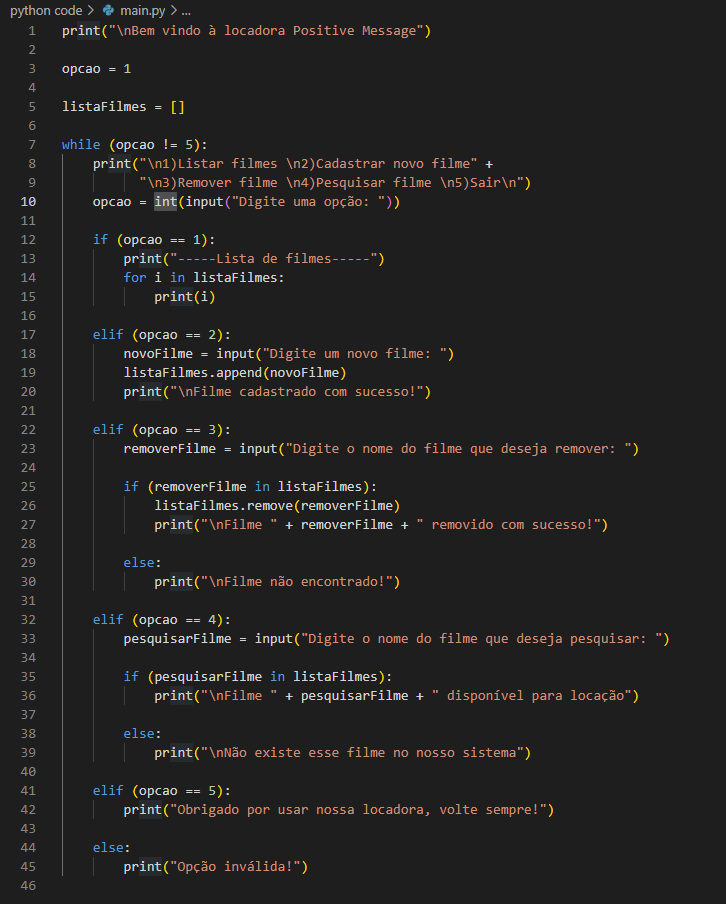 python code > main.py > ...
1 print("\nBem vindo à locadora Positive Message")
2
3 opcao = 1
4
5 listaFilmes = []
6
7 while (opcao != 5):
8     print("\n1)Listar filmes \n2)Cadastrar novo filme" +
9           "\n3)Remover filme \n4)Pesquisar filme \n5)Sair\n")
10     opcao = int(input("Digite uma opção: "))
11
12     if (opcao == 1):
13         print("-----Lista de filmes-----")
14         for i in listaFilmes:
15             print(i)
16
17     elif (opcao == 2):
18         novoFilme = input("Digite um novo filme: ")
19         listaFilmes.append(novoFilme)
20         print("\nFilme cadastrado com sucesso!")
21
22     elif (opcao == 3):
23         removerFilme = input("Digite o nome do filme que deseja remover: ")
24
25         if (removerFilme in listaFilmes):
26             listaFilmes.remove(removerFilme)
27             print("\nFilme " + removerFilme + " removido com sucesso!")
28
29         else:
30             print("\nFilme não encontrado!")
31
32     elif (opcao == 4):
33         pesquisarFilme = input("Digite o nome do filme que deseja pesquisar: ")
34
35         if (pesquisarFilme in listaFilmes):
36             print("\nFilme " + pesquisarFilme + " disponível para locação")
37
38         else:
39             print("\nNão existe esse filme no nosso sistema")
40
41     elif (opcao == 5):
42         print("Obrigado por usar nossa locadora, volte sempre!")
43
44     else:
45         print("Opção inválida!")
46